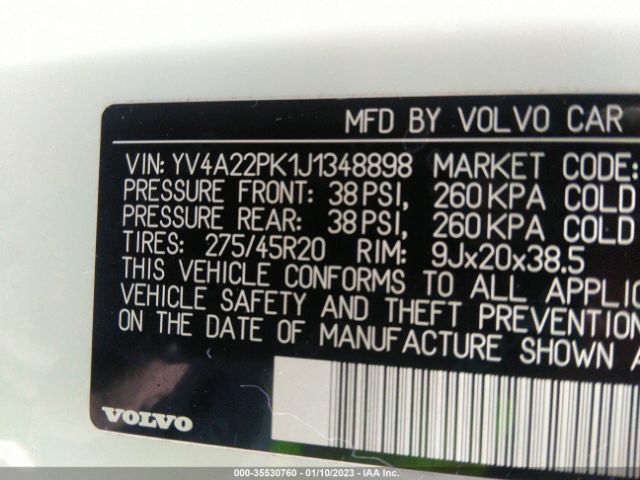 MFD BY VOLVO CAR
VIN: YV4A22PK1J1348898 MARKET CODE:
PRESSURE FRONT: 38 PSI, 260 KPA COLD
PRESSURE REAR: 38 PSI, 260 KPA COLD
TIRES: 275/45R20 RIM: 9Jx20x38.5
THIS VEHICLE CONFORMS TO ALL APPLIC
VEHICLE SAFETY AND THEFT PREVENTION
ON THE DATE OF MANUFACTURE SHOWN A
VOLVO
000-35530760 — 01/10/2023 — IAA Inc.